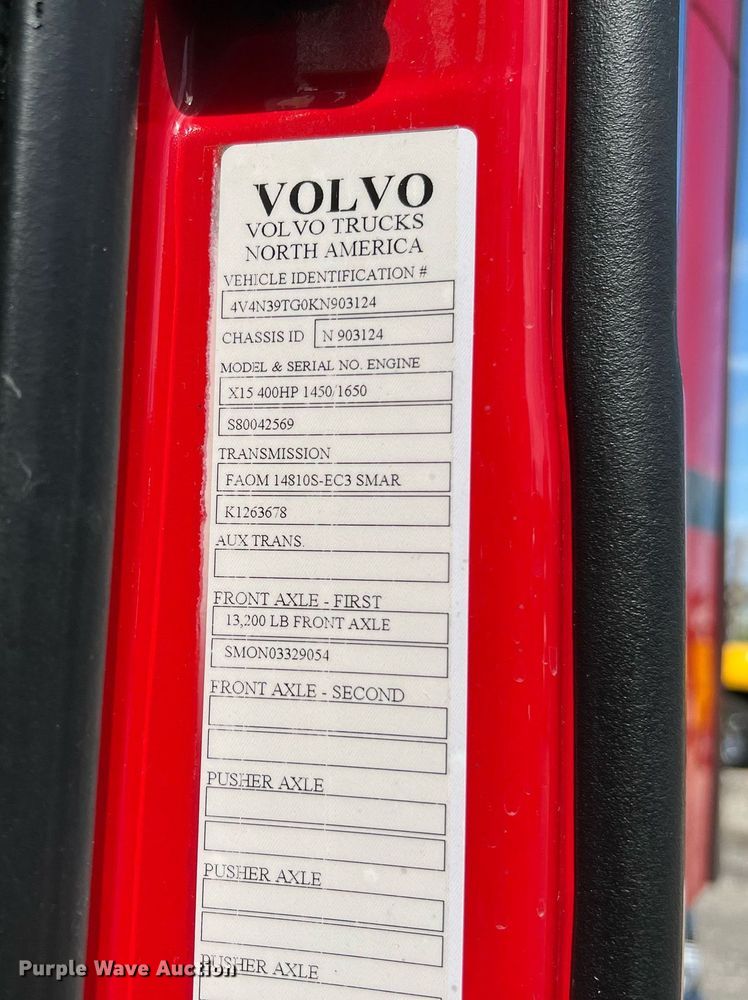 VOLVO
VOLVO TRUCKS
NORTH AMERICA
VEHICLE IDENTIFICATION #
4V4N39TG0KN903124
CHASSIS ID N 903124
MODEL & SERIAL NO. ENGINE
X15 400HP 1450/1650
S80042569
TRANSMISSION
FAOM 14810S-EC3 SMAR
K1263678
AUX TRANS.
FRONT AXLE - FIRST
13,200 LB FRONT AXLE
SMON03329054
FRONT AXLE - SECOND
PUSHER AXLE
PUSHER AXLE
PUSHER AXLE
Purple Wave Auction